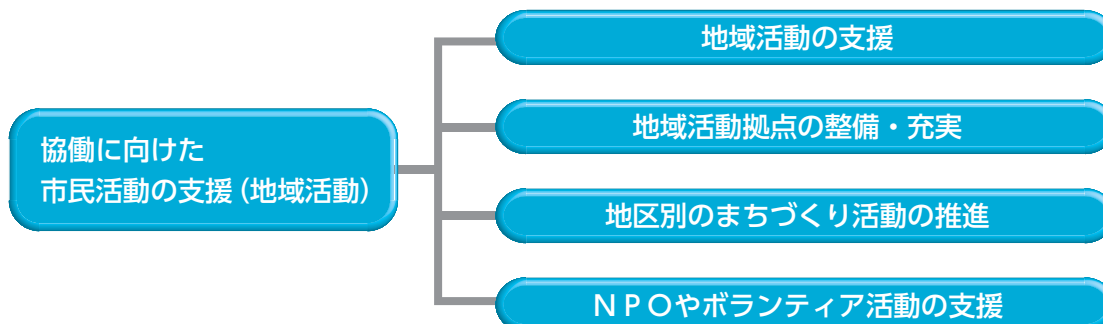 協働に向けた
市民活動の支援（地域活動）
地域活動の支援
地域活動拠点の整備・充実
地区別のまちづくり活動の推進
ＮＰＯやボランティア活動の支援